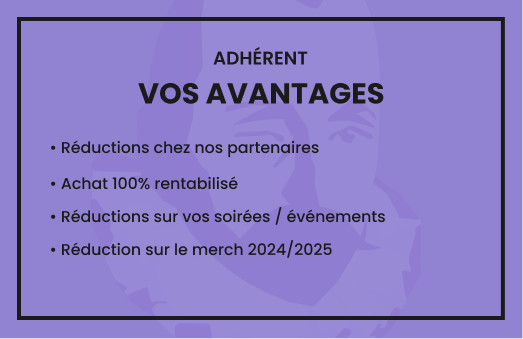 ADHÉRENT
VOS AVANTAGES
• Réductions chez nos partenaires
• Achat 100% rentabilisé
• Réductions sur vos soirées / événements
• Réduction sur le merch 2024/2025